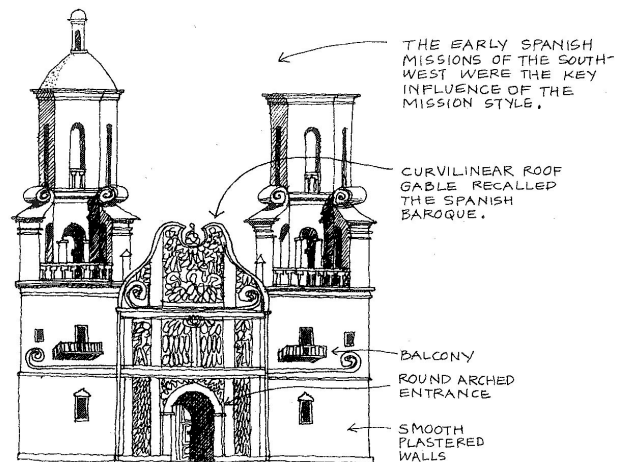 THE EARLY SPANISH
MISSIONS OF THE SOUTH-
WEST WERE THE KEY
INFLUENCE OF THE
MISSION STYLE.
CURVILINEAR ROOF
GABLE RECALLED
THE SPANISH
BAROQUE.
BALCONY
ROUND ARCHED
ENTRANCE
SMOOTH
PLASTERED
WALLS